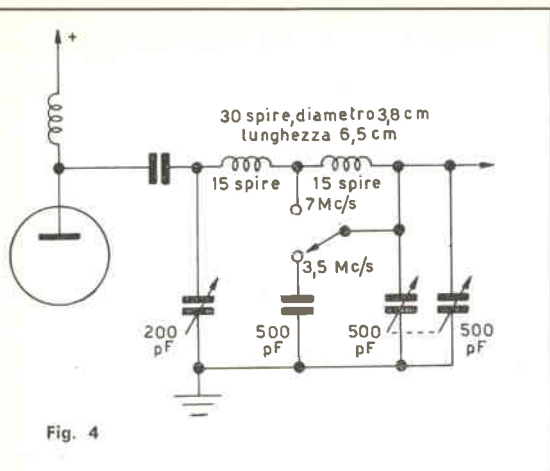 +
30 spire, diametro 3,8 cm
lunghezza 6,5 cm
15 spire
15 spire
7 Mc/s
3,5 Mc/s
200
pF
500
pF
500
pF
500
pF
Fig. 4